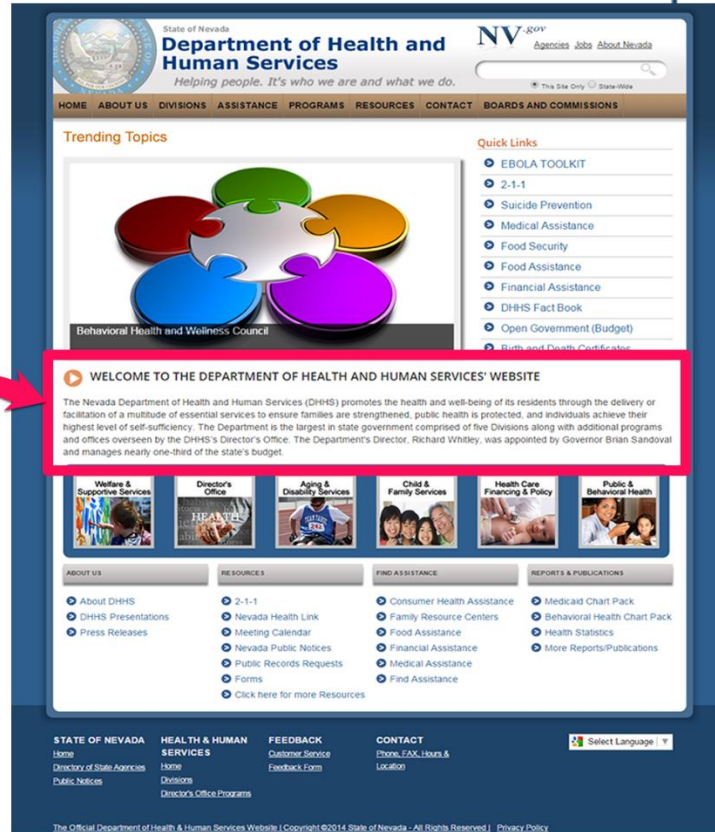 State of Nevada
Department of Health and
Human Services
Helping people. It's who we are and what we do.
NV.gov
Agencies Jobs About Nevada
This Site Only State-Wide
HOME ABOUT US DIVISIONS ASSISTANCE PROGRAMS RESOURCES CONTACT BOARDS AND COMMISSIONS
Trending Topics
Behavioral Health and Wellness Council
Quick Links
EBOLA TOOLKIT
2-1-1
Suicide Prevention
Medical Assistance
Food Security
Food Assistance
Financial Assistance
DHHS Fact Book
Open Government (Budget)
Birth and Death Certificates
WELCOME TO THE DEPARTMENT OF HEALTH AND HUMAN SERVICES' WEBSITE
The Nevada Department of Health and Human Services (DHHS) promotes the health and well-being of its residents through the delivery or
facilitation of a multitude of essential services to ensure families are strengthened, public health is protected, and individuals achieve their
highest level of self-sufficiency. The Department is the largest in state government comprised of five Divisions along with additional programs
and offices overseen by the DHHS's Director's Office. The Department's Director, Richard Whitley, was appointed by Governor Brian Sandoval
and manages nearly one-third of the state's budget.
Welfare &
Supportive Services
Director's
Office
HEALTH
Aging &
Disability Services
242
Child &
Family Services
Health Care
Financing & Policy
Public &
Behavioral Health
ABOUT US
About DHHS
DHHS Presentations
Press Releases
RESOURCES
2-1-1
Nevada Health Link
Meeting Calendar
Nevada Public Notices
Public Records Requests
Forms
Click here for more Resources
FIND ASSISTANCE
Consumer Health Assistance
Family Resource Centers
Food Assistance
Financial Assistance
Medical Assistance
Find Assistance
REPORTS & PUBLICATIONS
Medicaid Chart Pack
Behavioral Health Chart Pack
Health Statistics
More Reports/Publications
STATE OF NEVADA
Home
Directory of State Agencies
Public Notices
HEALTH & HUMAN
SERVICES
Home
Divisions
Director's Office Programs
FEEDBACK
Customer Service
Feedback Form
CONTACT
Phone, FAX, Hours &
Location
Select Language
The Official Department of Health & Human Services Website | Copyright ©2014 State of Nevada - All Rights Reserved | Privacy Policy